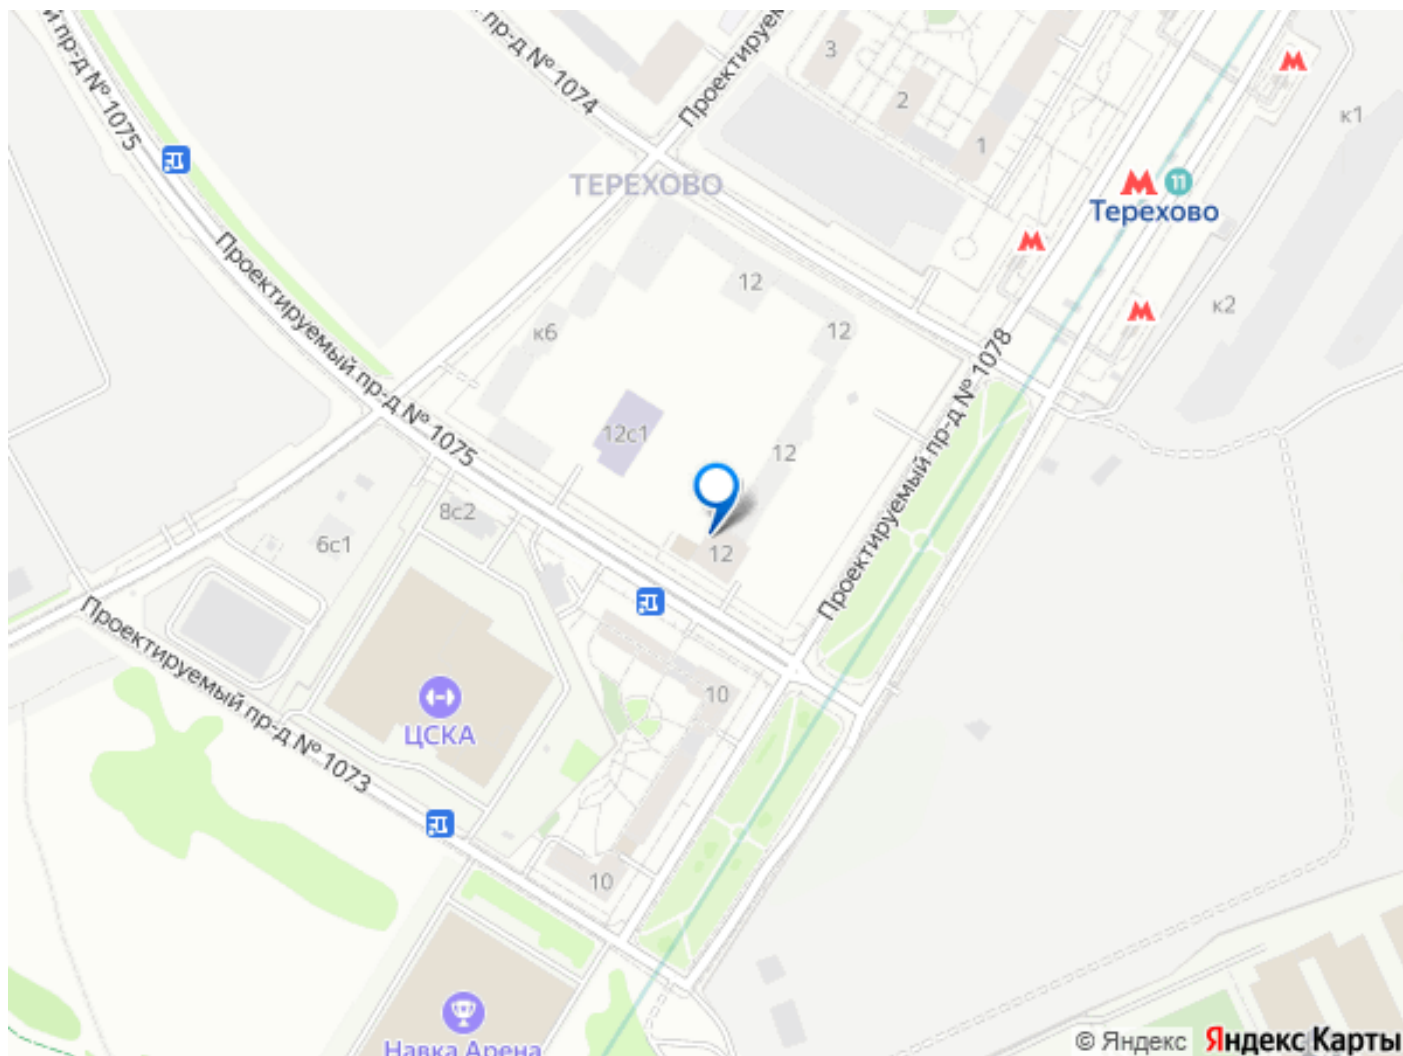 й пр-д № 1075
пр-д № 1074
Проектируем
3
2
1
к1
11
Терехово
ТЕРЕХОВО
12
к6
12
к2
Проектируемый пр-д № 1075
Проектируемый пр-д № 1078
12с1
12
8с2
6с1
12
Проектируемый пр-д № 1073
10
ЦСКА
10
Навка Арена
© Яндекс Яндекс Карты